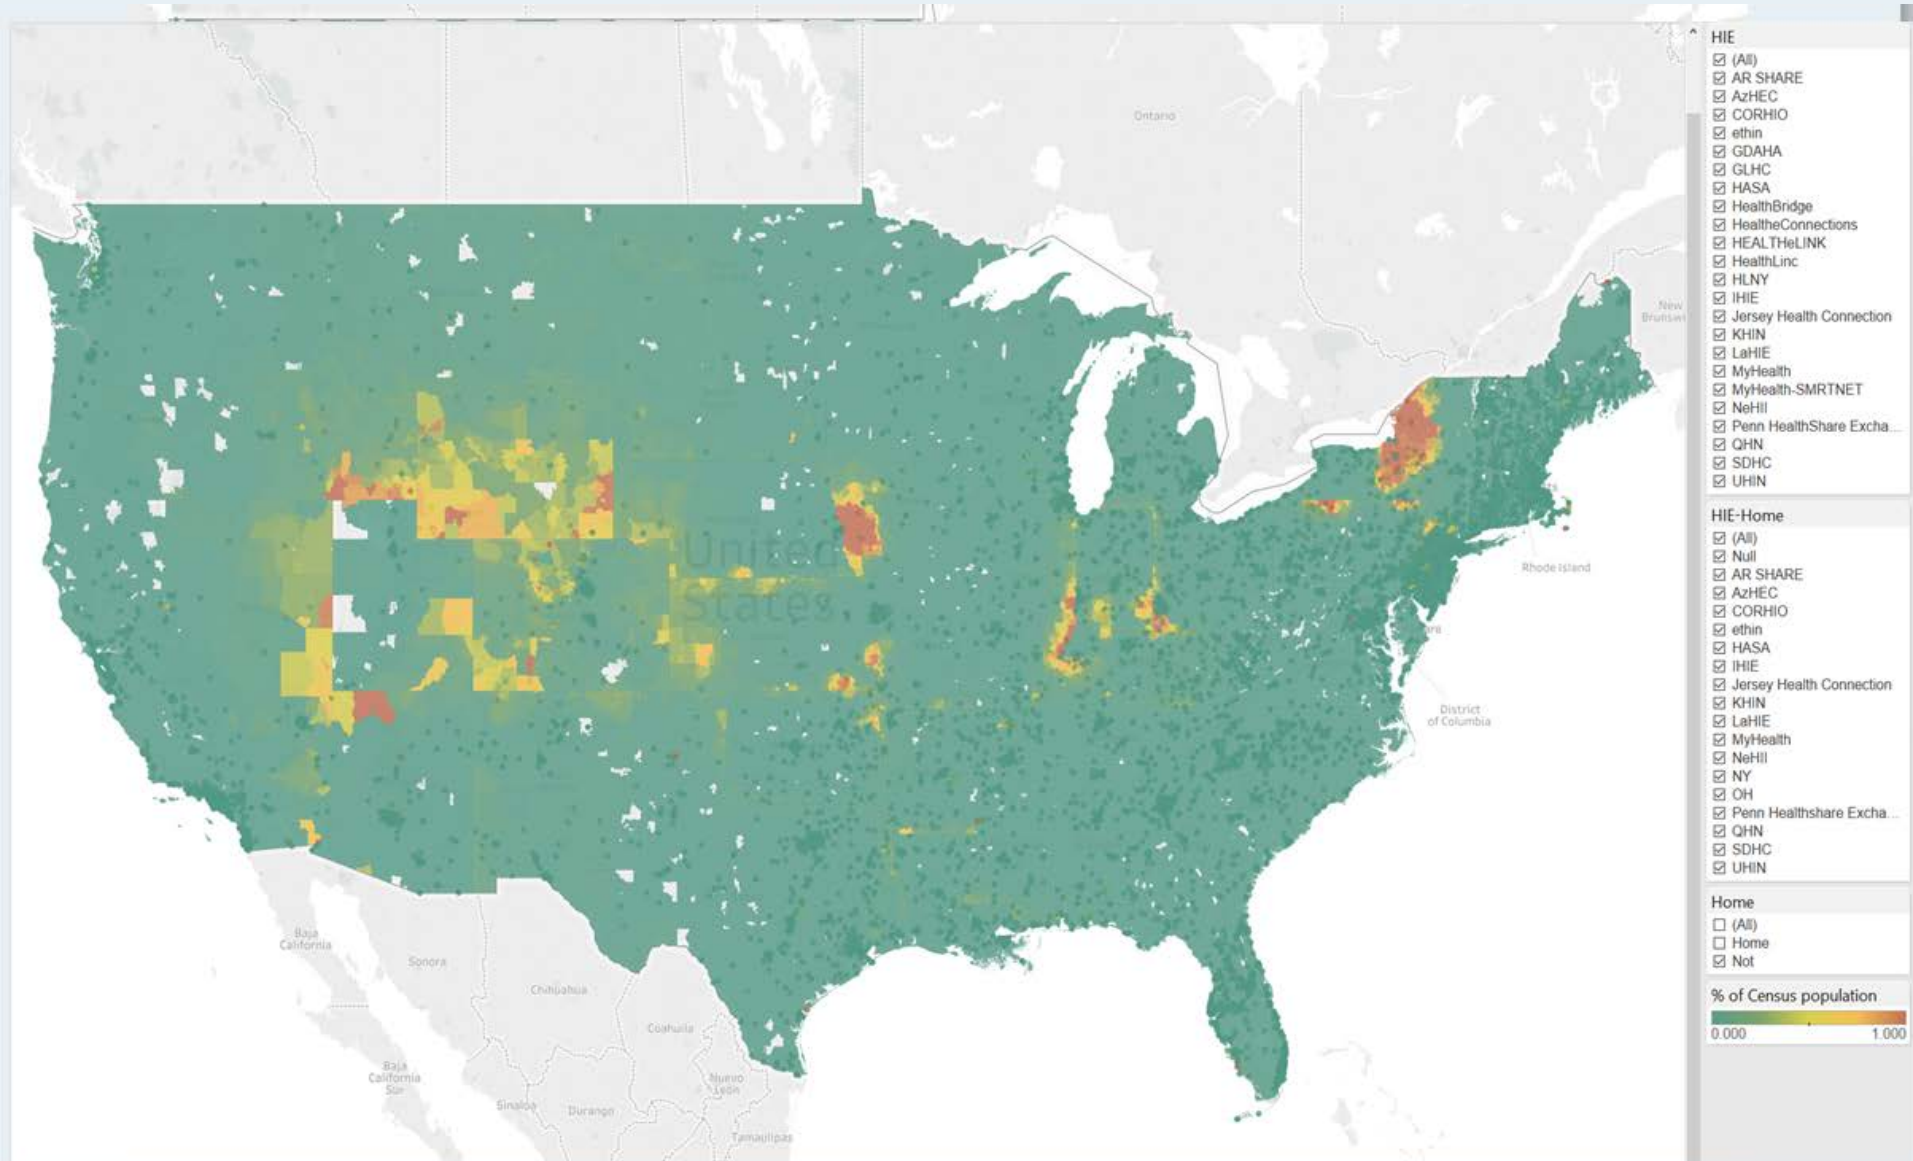 Ontario
New
Brunswi
United
States
Rhode Island
District
of Columbia
Baja
California
Sonora
Chihuahua
Coahuila
Baja
California
Sur
Nuevo
León
Sinaloa
Durango
Tamaulipas
HIE
(All)
AR SHARE
AzHEC
CORHIO
ethin
GDAHA
GLHC
HASA
HealthBridge
HealtheConnections
HEALTHeLINK
HealthLinc
HLNY
IHIE
Jersey Health Connection
KHIN
LaHIE
MyHealth
MyHealth-SMRTNET
NeHII
Penn HealthShare Excha...
QHN
SDHC
UHIN
HIE-Home
(All)
Null
AR SHARE
AzHEC
CORHIO
ethin
HASA
IHIE
Jersey Health Connection
KHIN
LaHIE
MyHealth
NeHII
NY
OH
Penn Healthshare Excha...
QHN
SDHC
UHIN
Home
(All)
Home
Not
% of Census population
0.000 1.000